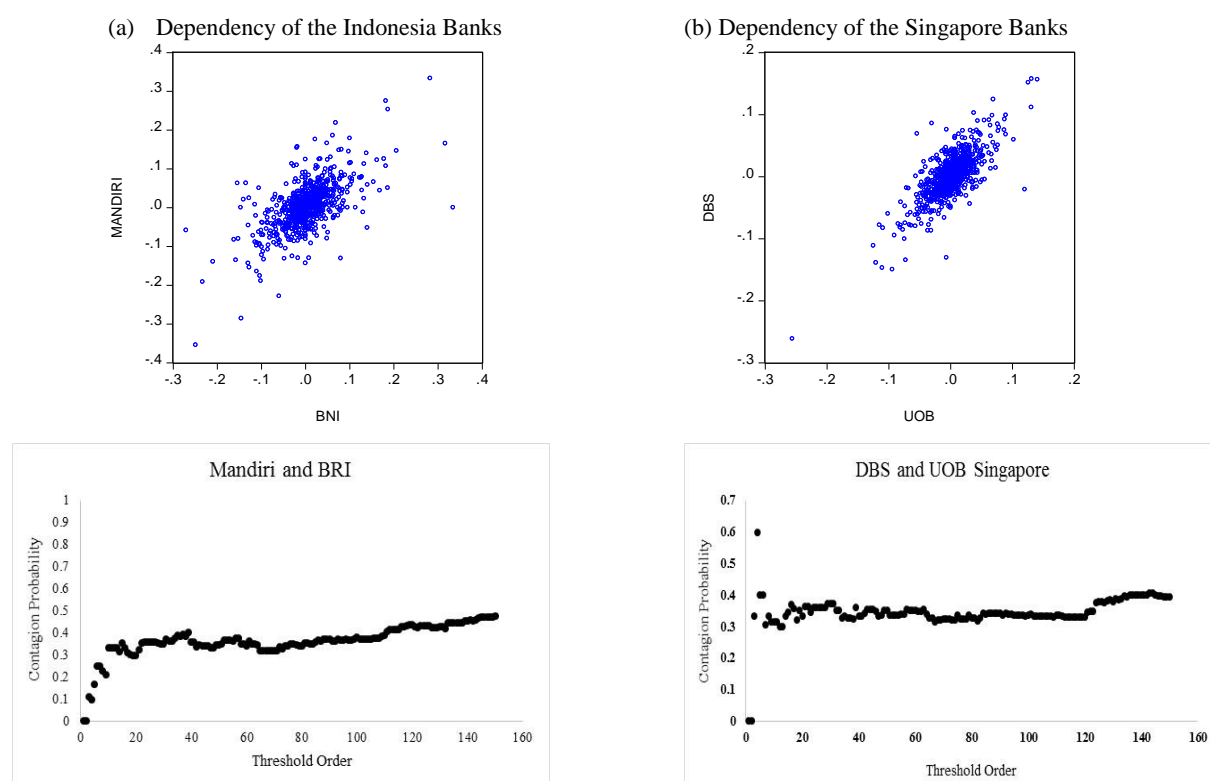 (a) Dependency of the Indonesia Banks
.4
.3
.2
.1
.0
-.1
-.2
-.3
-.4
MANDIRI
-.3 -.2 -.1 .0 .1 .2 .3 .4
BNI
(b) Dependency of the Singapore Banks
.2
.1
.0
-.1
-.2
-.3
DBS
-.3 -.2 -.1 .0 .1 .2
UOB
Mandiri and BRI
1
0.9
0.8
0.7
0.6
0.5
0.4
0.3
0.2
0.1
0
Contagion Probability
0 20 40 60 80 100 120 140 160
Threshold Order
DBS and UOB Singapore
0.7
0.6
0.5
0.4
0.3
0.2
0.1
0
Contagion Probability
0 20 40 60 80 100 120 140 160
Threshold Order